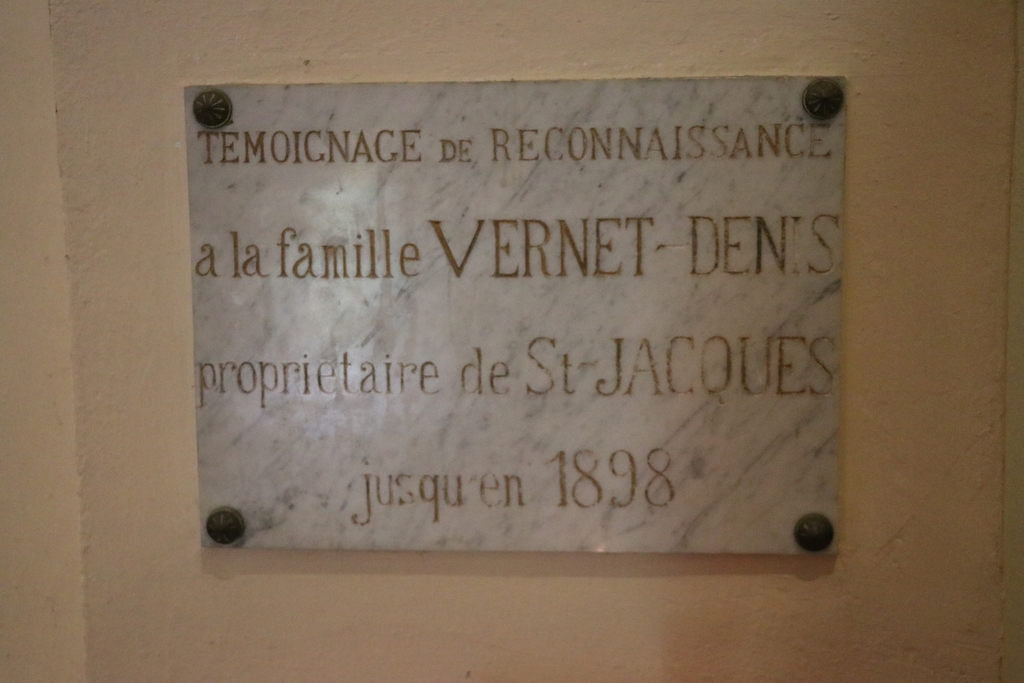 TEMOIGNAGE DE RECONNAISSANCE
a la famille VERNET-DENIS
proprietaire de St-JACQUES
jusqu'en 1898